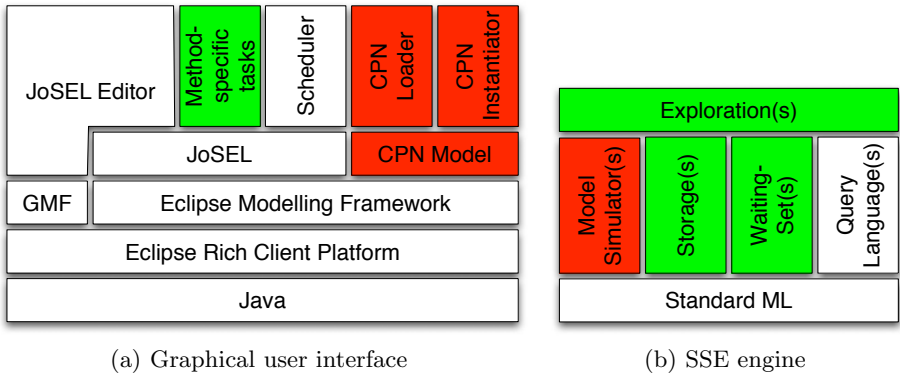 JoSEL Editor
Method-
specific
tasks
Scheduler
CPN
Loader
CPN
Instantiator
JoSEL
CPN Model
GMF
Eclipse Modelling Framework
Eclipse Rich Client Platform
Java
(a) Graphical user interface
Exploration(s)
Model
Simulator(s)
Storage(s)
Waiting-
Set(s)
Query
Language(s)
Standard ML
(b) SSE engine